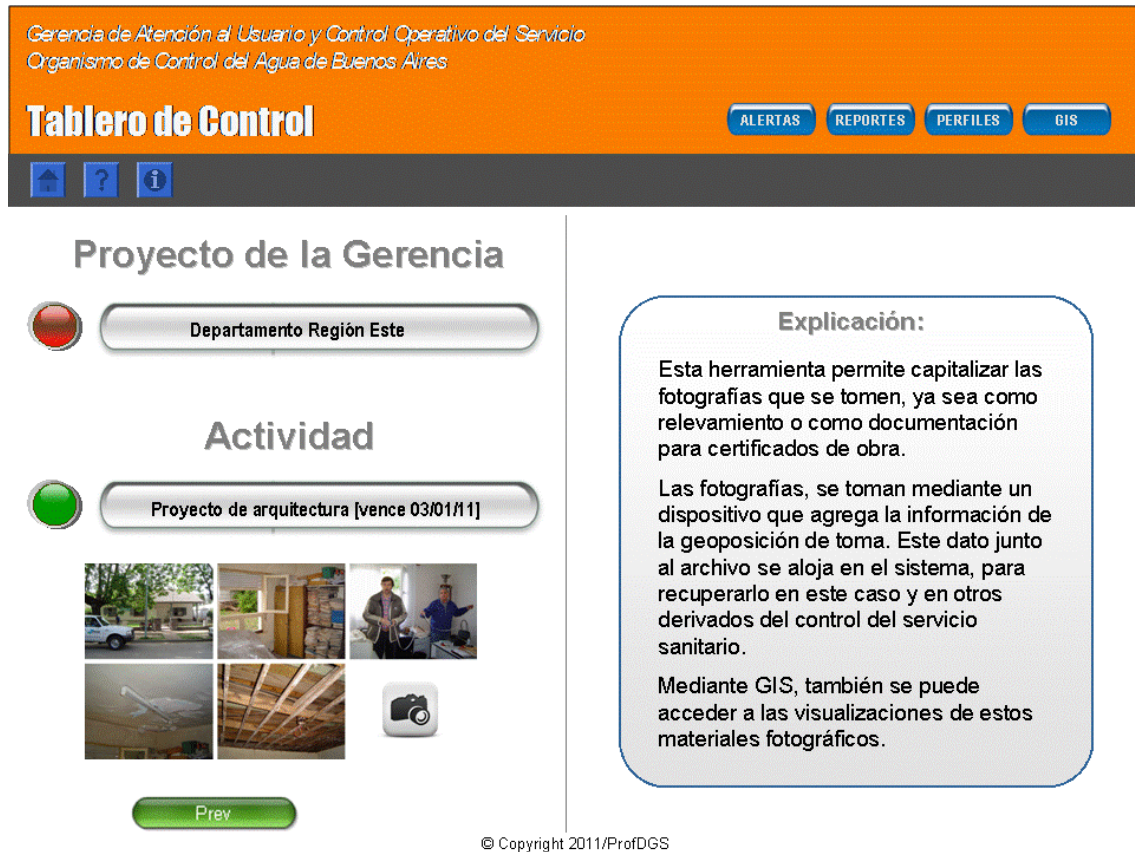 Gerencia de Atención al Usuario y Control Operativo del Servicio
Organismo de Control del Agua de Buenos Aires
Tablero de Control
ALERTAS
REPORTES
PERFILES
GIS
?
i
Proyecto de la Gerencia
Departamento Región Este
Actividad
Proyecto de arquitectura [vence 03/01/11]
Prev
Explicación:
Esta herramienta permite capitalizar las
fotografías que se tomen, ya sea como
relevamiento o como documentación
para certificados de obra.
Las fotografías, se toman mediante un
dispositivo que agrega la información de
la geoposición de toma. Este dato junto
al archivo se aloja en el sistema, para
recuperarlo en este caso y en otros
derivados del control del servicio
sanitario.
Mediante GIS, también se puede
acceder a las visualizaciones de estos
materiales fotográficos.
© Copyright 2011/ProfDGS